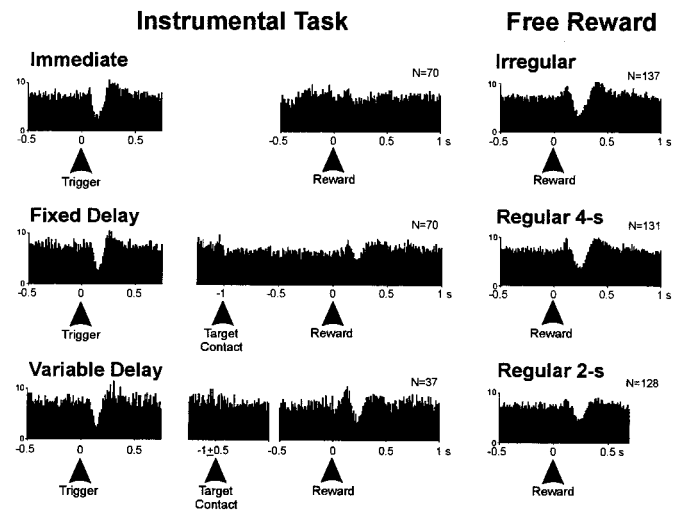 Instrumental Task
Free Reward
Immediate
N=70
10
0
-0.5
0
0.5
Trigger
-0.5
0
0.5
1 s
Reward
Irregular
N=137
10
0
-0.5
0
0.5
1 s
Reward
Fixed Delay
N=70
10
0
-0.5
0
0.5
Trigger
-1
-0.5
0
0.5
1 s
Target
Contact
Reward
Regular 4-s
N=131
10
0
-0.5
0
0.5
1 s
Reward
Variable Delay
N=37
10
0
-0.5
0
0.5
Trigger
-1±0.5
Target
Contact
-0.5
0
0.5
1 s
Reward
Regular 2-s
N=128
10
0
-0.5
0
0.5 s
Reward